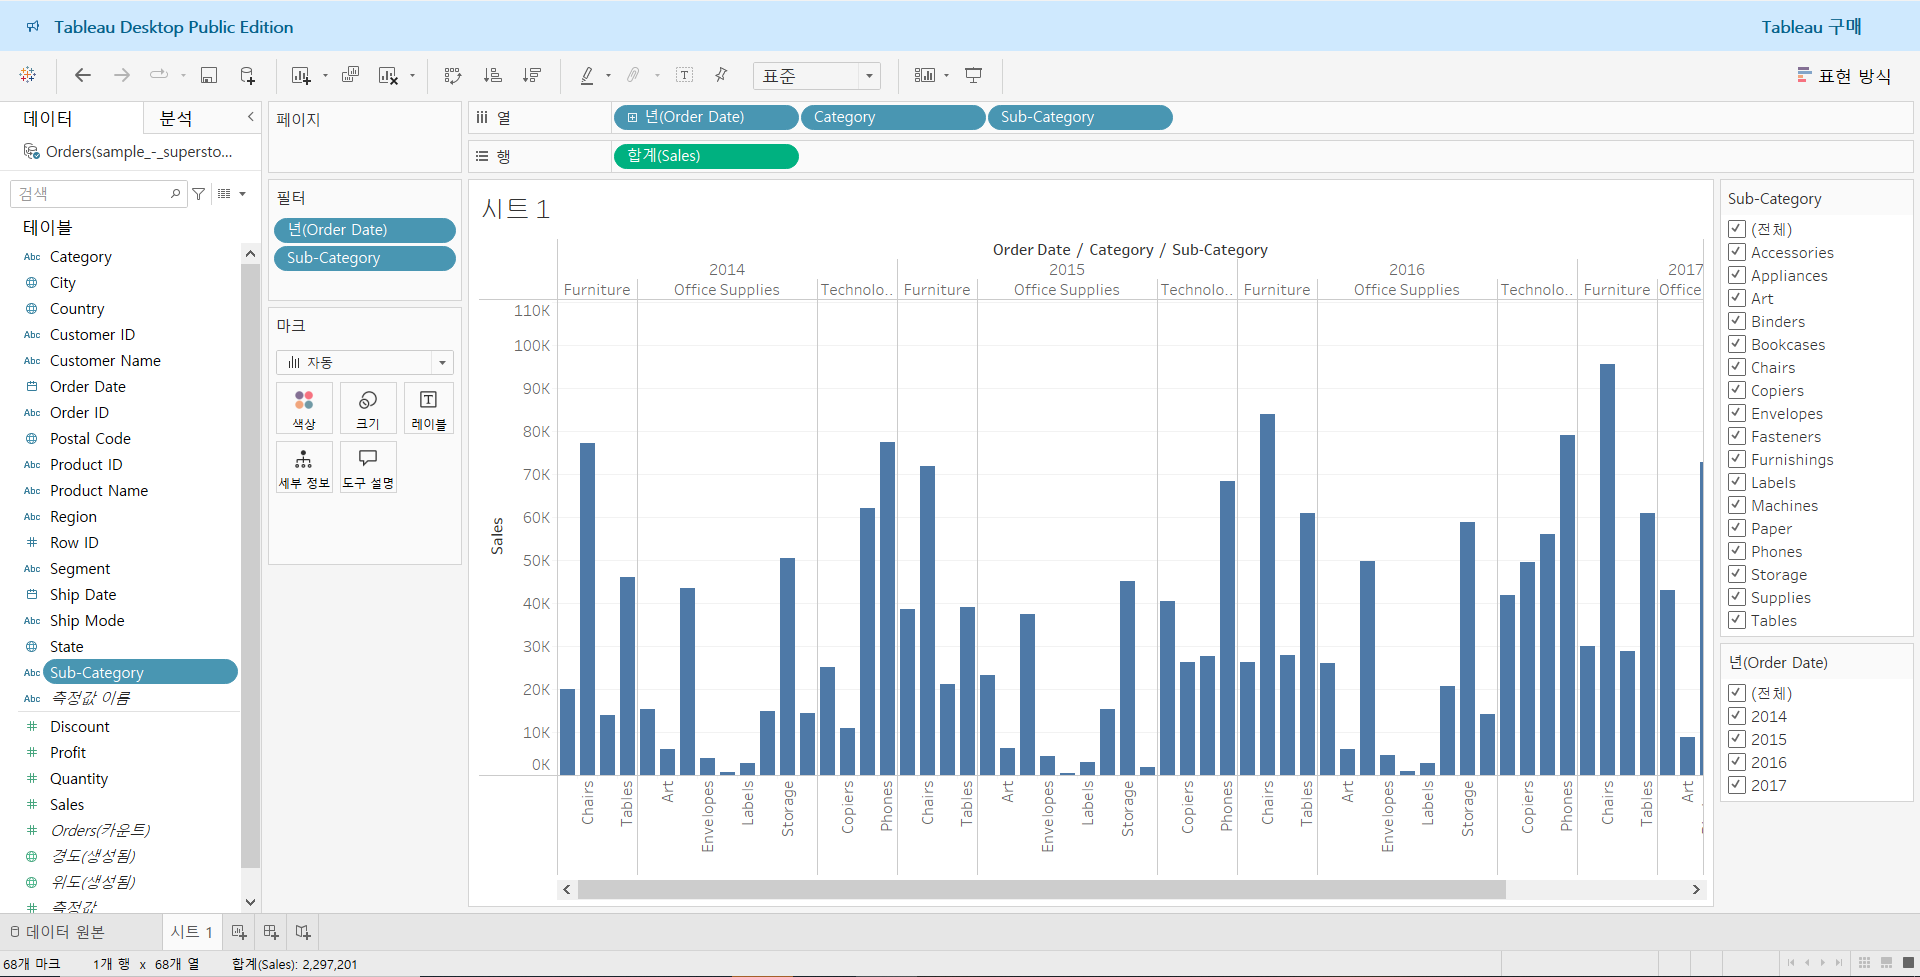 Tableau Desktop Public Edition
Tableau 구매
표준
표현 방식
데이터
분석
Orders(sample_-_supersto...
검색
테이블
Abc Category
City
Country
Abc Customer ID
Abc Customer Name
Order Date
Abc Order ID
Postal Code
Abc Product ID
Abc Product Name
Abc Region
Row ID
Abc Segment
Ship Date
Abc Ship Mode
State
Abc Sub-Category
Abc 측정값 이름
Discount
Profit
Quantity
Sales
Orders(카운트)
경도(생성됨)
위도(생성됨)
측정값
페이지
필터
년(Order Date)
Sub-Category
마크
자동
색상
크기
레이블
세부 정보
도구 설명
열
년(Order Date)
Category
Sub-Category
행
합계(Sales)
시트 1
Order Date / Category / Sub-Category
2014
2015
2016
2017
Furniture
Office Supplies
Technolo..
Furniture
Office Supplies
Technolo..
Furniture
Office Supplies
Technolo..
Furniture
Office
Sales
110K
100K
90K
80K
70K
60K
50K
40K
30K
20K
10K
0K
Chairs
Tables
Art
Envelopes
Labels
Storage
Copiers
Phones
Chairs
Tables
Art
Envelopes
Labels
Storage
Copiers
Phones
Chairs
Tables
Art
Envelopes
Labels
Storage
Copiers
Phones
Chairs
Tables
Art
Sub-Category
(전체)
Accessories
Appliances
Art
Binders
Bookcases
Chairs
Copiers
Envelopes
Fasteners
Furnishings
Labels
Machines
Paper
Phones
Storage
Supplies
Tables
년(Order Date)
(전체)
2014
2015
2016
2017
데이터 원본
시트 1
68개 마크
1개 행 x 68개 열
합계(Sales): 2,297,201